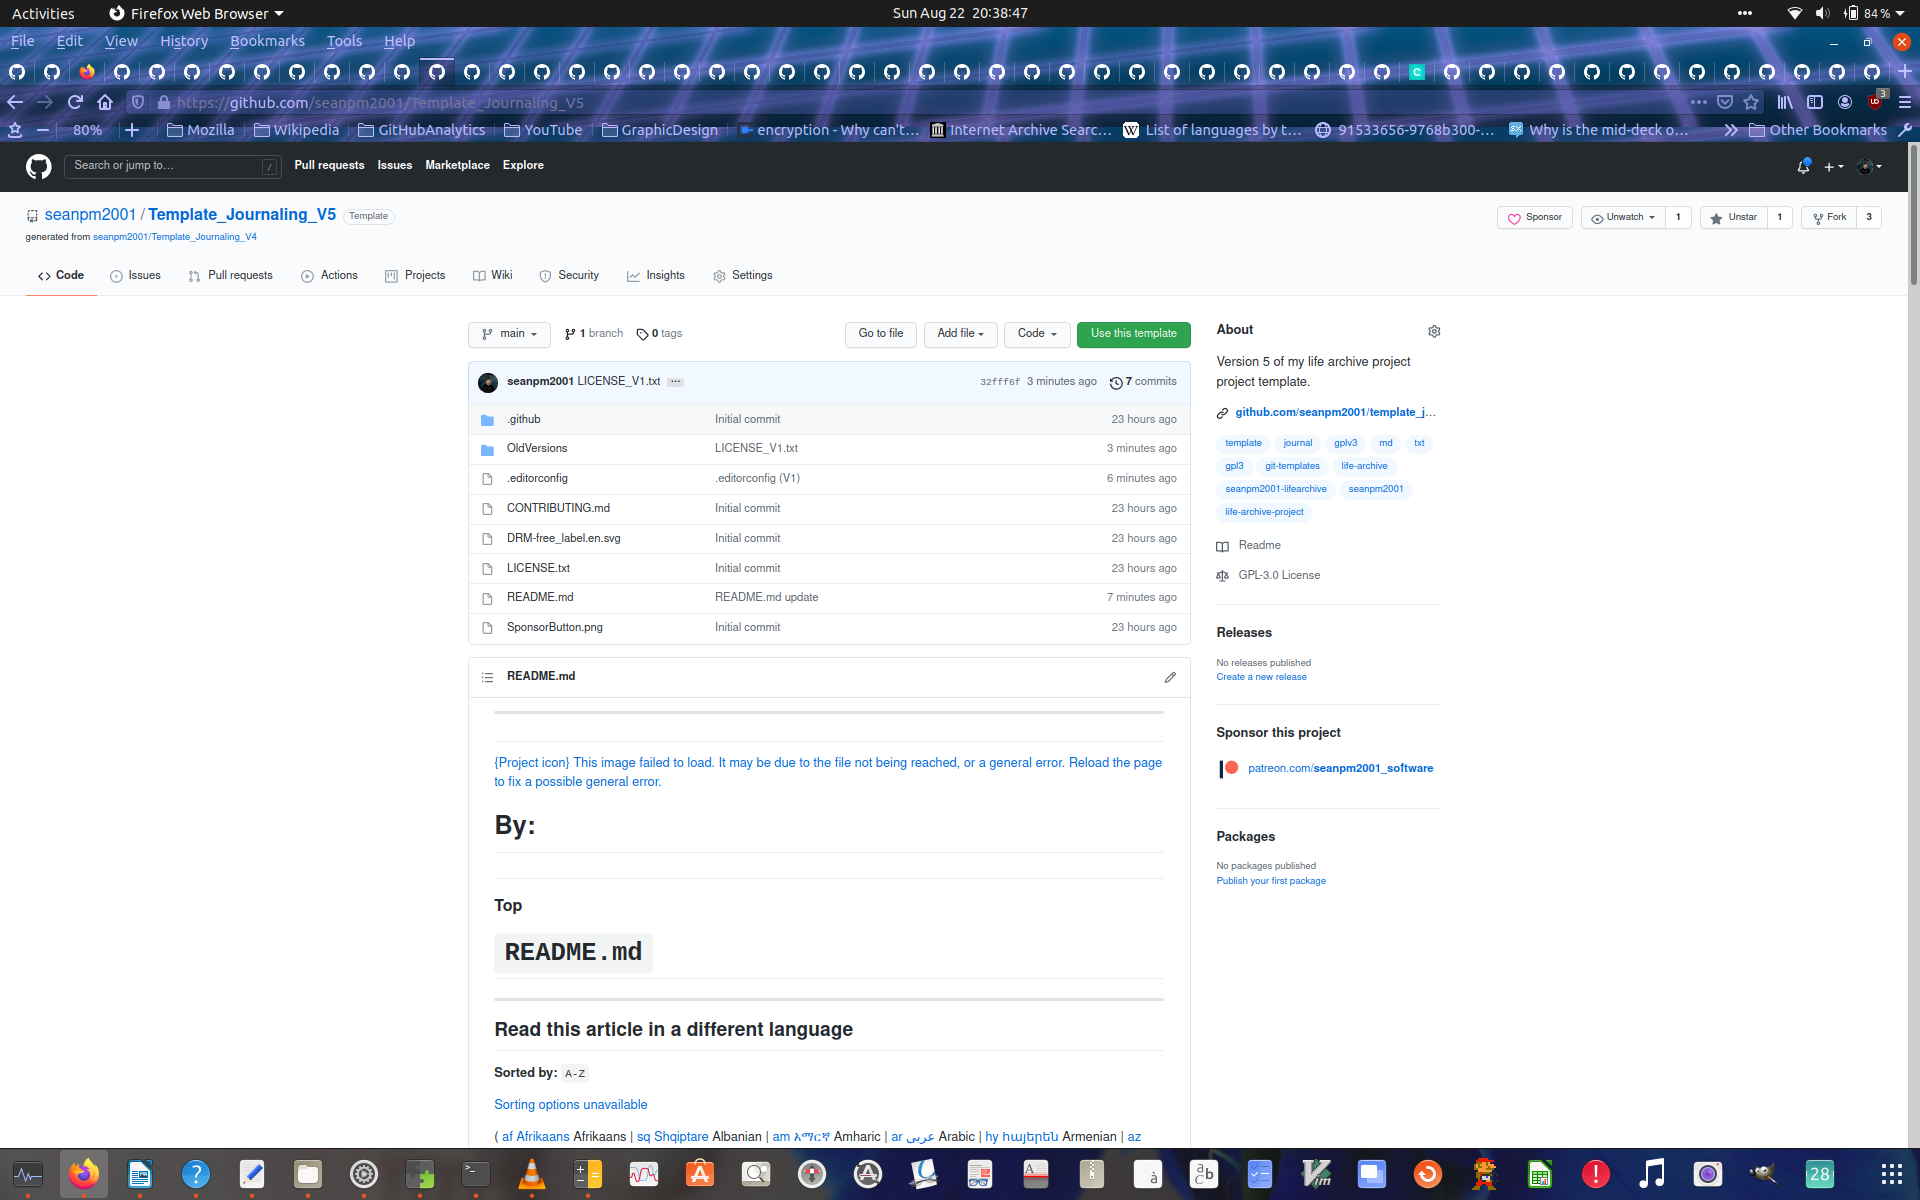 Activities Firefox Web Browser Sun Aug 22 20:38:47 84 %
File Edit View History Bookmarks Tools Help
https://github.com/seanpm2001/Template_Journaling_V5 3
80% Mozilla Wikipedia GitHubAnalytics YouTube GraphicDesign encryption - Why can't… Internet Archive Searc… List of languages by t… 91533656-9768b300-… Why is the mid-deck o… Other Bookmarks
Search or jump to… / Pull requests Issues Marketplace Explore
seanpm2001 / Template_Journaling_V5 Template Sponsor Unwatch 1 Unstar 1 Fork 3
generated from seanpm2001/Template_Journaling_V4
Code Issues Pull requests Actions Projects Wiki Security Insights Settings
main 1 branch 0 tags Go to file Add file Code Use this template
seanpm2001 LICENSE_V1.txt 32fff6f 3 minutes ago 7 commits
.github Initial commit 23 hours ago
OldVersions LICENSE_V1.txt 3 minutes ago
.editorconfig .editorconfig (V1) 6 minutes ago
CONTRIBUTING.md Initial commit 23 hours ago
DRM-free_label.en.svg Initial commit 23 hours ago
LICENSE.txt Initial commit 23 hours ago
README.md README.md update 7 minutes ago
SponsorButton.png Initial commit 23 hours ago
README.md
{Project icon} This image failed to load. It may be due to the file not being reached, or a general error. Reload the page
to fix a possible general error.
By:
Top
README.md
Read this article in a different language
Sorted by: A-Z
Sorting options unavailable
( af Afrikaans Afrikaans | sq Shqiptare Albanian | am አማርኛ Amharic | ar عربى Arabic | hy հայերեն Armenian | az
About
Version 5 of my life archive project
project template.
github.com/seanpm2001/template_j…
template journal gplv3 md txt
gpl3 git-templates life-archive
seanpm2001-lifearchive seanpm2001
life-archive-project
Readme
GPL-3.0 License
Releases
No releases published
Create a new release
Sponsor this project
patreon.com/seanpm2001_software
Packages
No packages published
Publish your first package
28